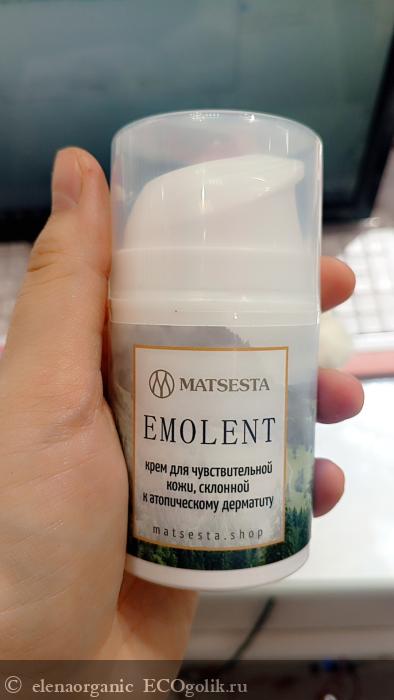 MATSESTA
EMOLENT
крем для чувствительной
кожи, склонной
к атопическому дерматиту
matsesta.shop
© elenaorganic ECOgolik.ru